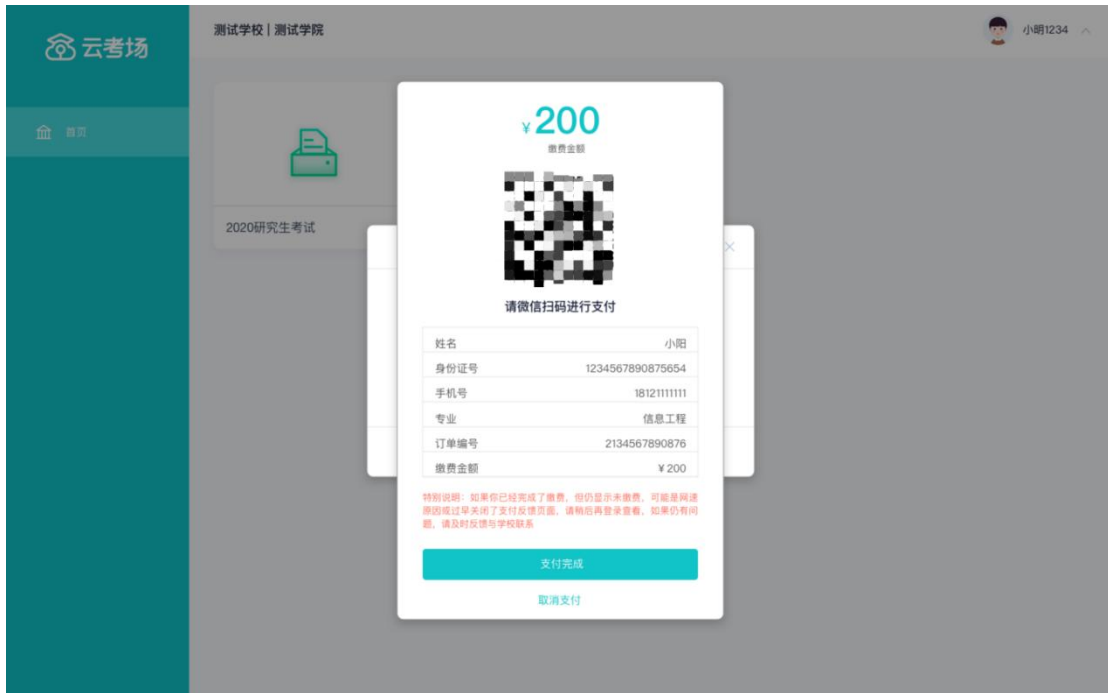 云考场
测试学校 | 测试学院
小明1234
首页
2020研究生考试
¥200
缴费金额
请微信扫码进行支付
姓名 小阳
身份证号 1234567890875654
手机号 18121111111
专业 信息工程
订单编号 2134567890876
缴费金额 ¥200
特别说明：如果你已经完成了缴费，但仍显示未缴费，可能是网速
原因或过早关闭了支付反馈页面，请稍后再登录查看，如果仍有问
题，请及时反馈与学校联系
支付完成
取消支付